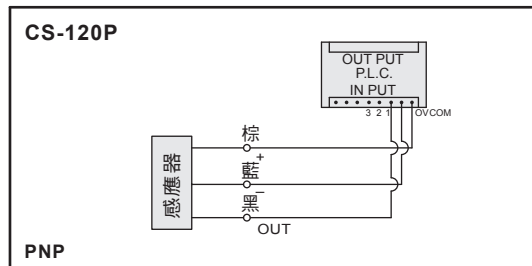 CS-120P
OUT PUT
P.L.C.
IN PUT
3 2 1 OVCOM
感應器
棕
+
藍
−
黑
OUT
PNP